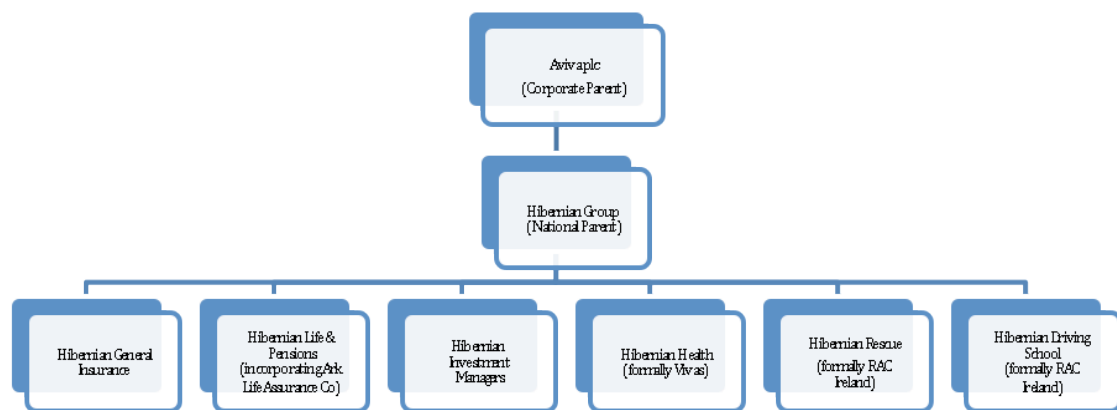 Aviva plc
(Corporate Parent)
Hibernian Group
(National Parent)
Hibernian General
Insurance
Hibernian Life &
Pensions
(incorporating Ark
Life Assurance Co)
Hibernian
Investment
Managers
Hibernian Health
(formally Vivas)
Hibernian Rescue
(formally RAC
Ireland)
Hibernian Driving
School
(formally RAC
Ireland)